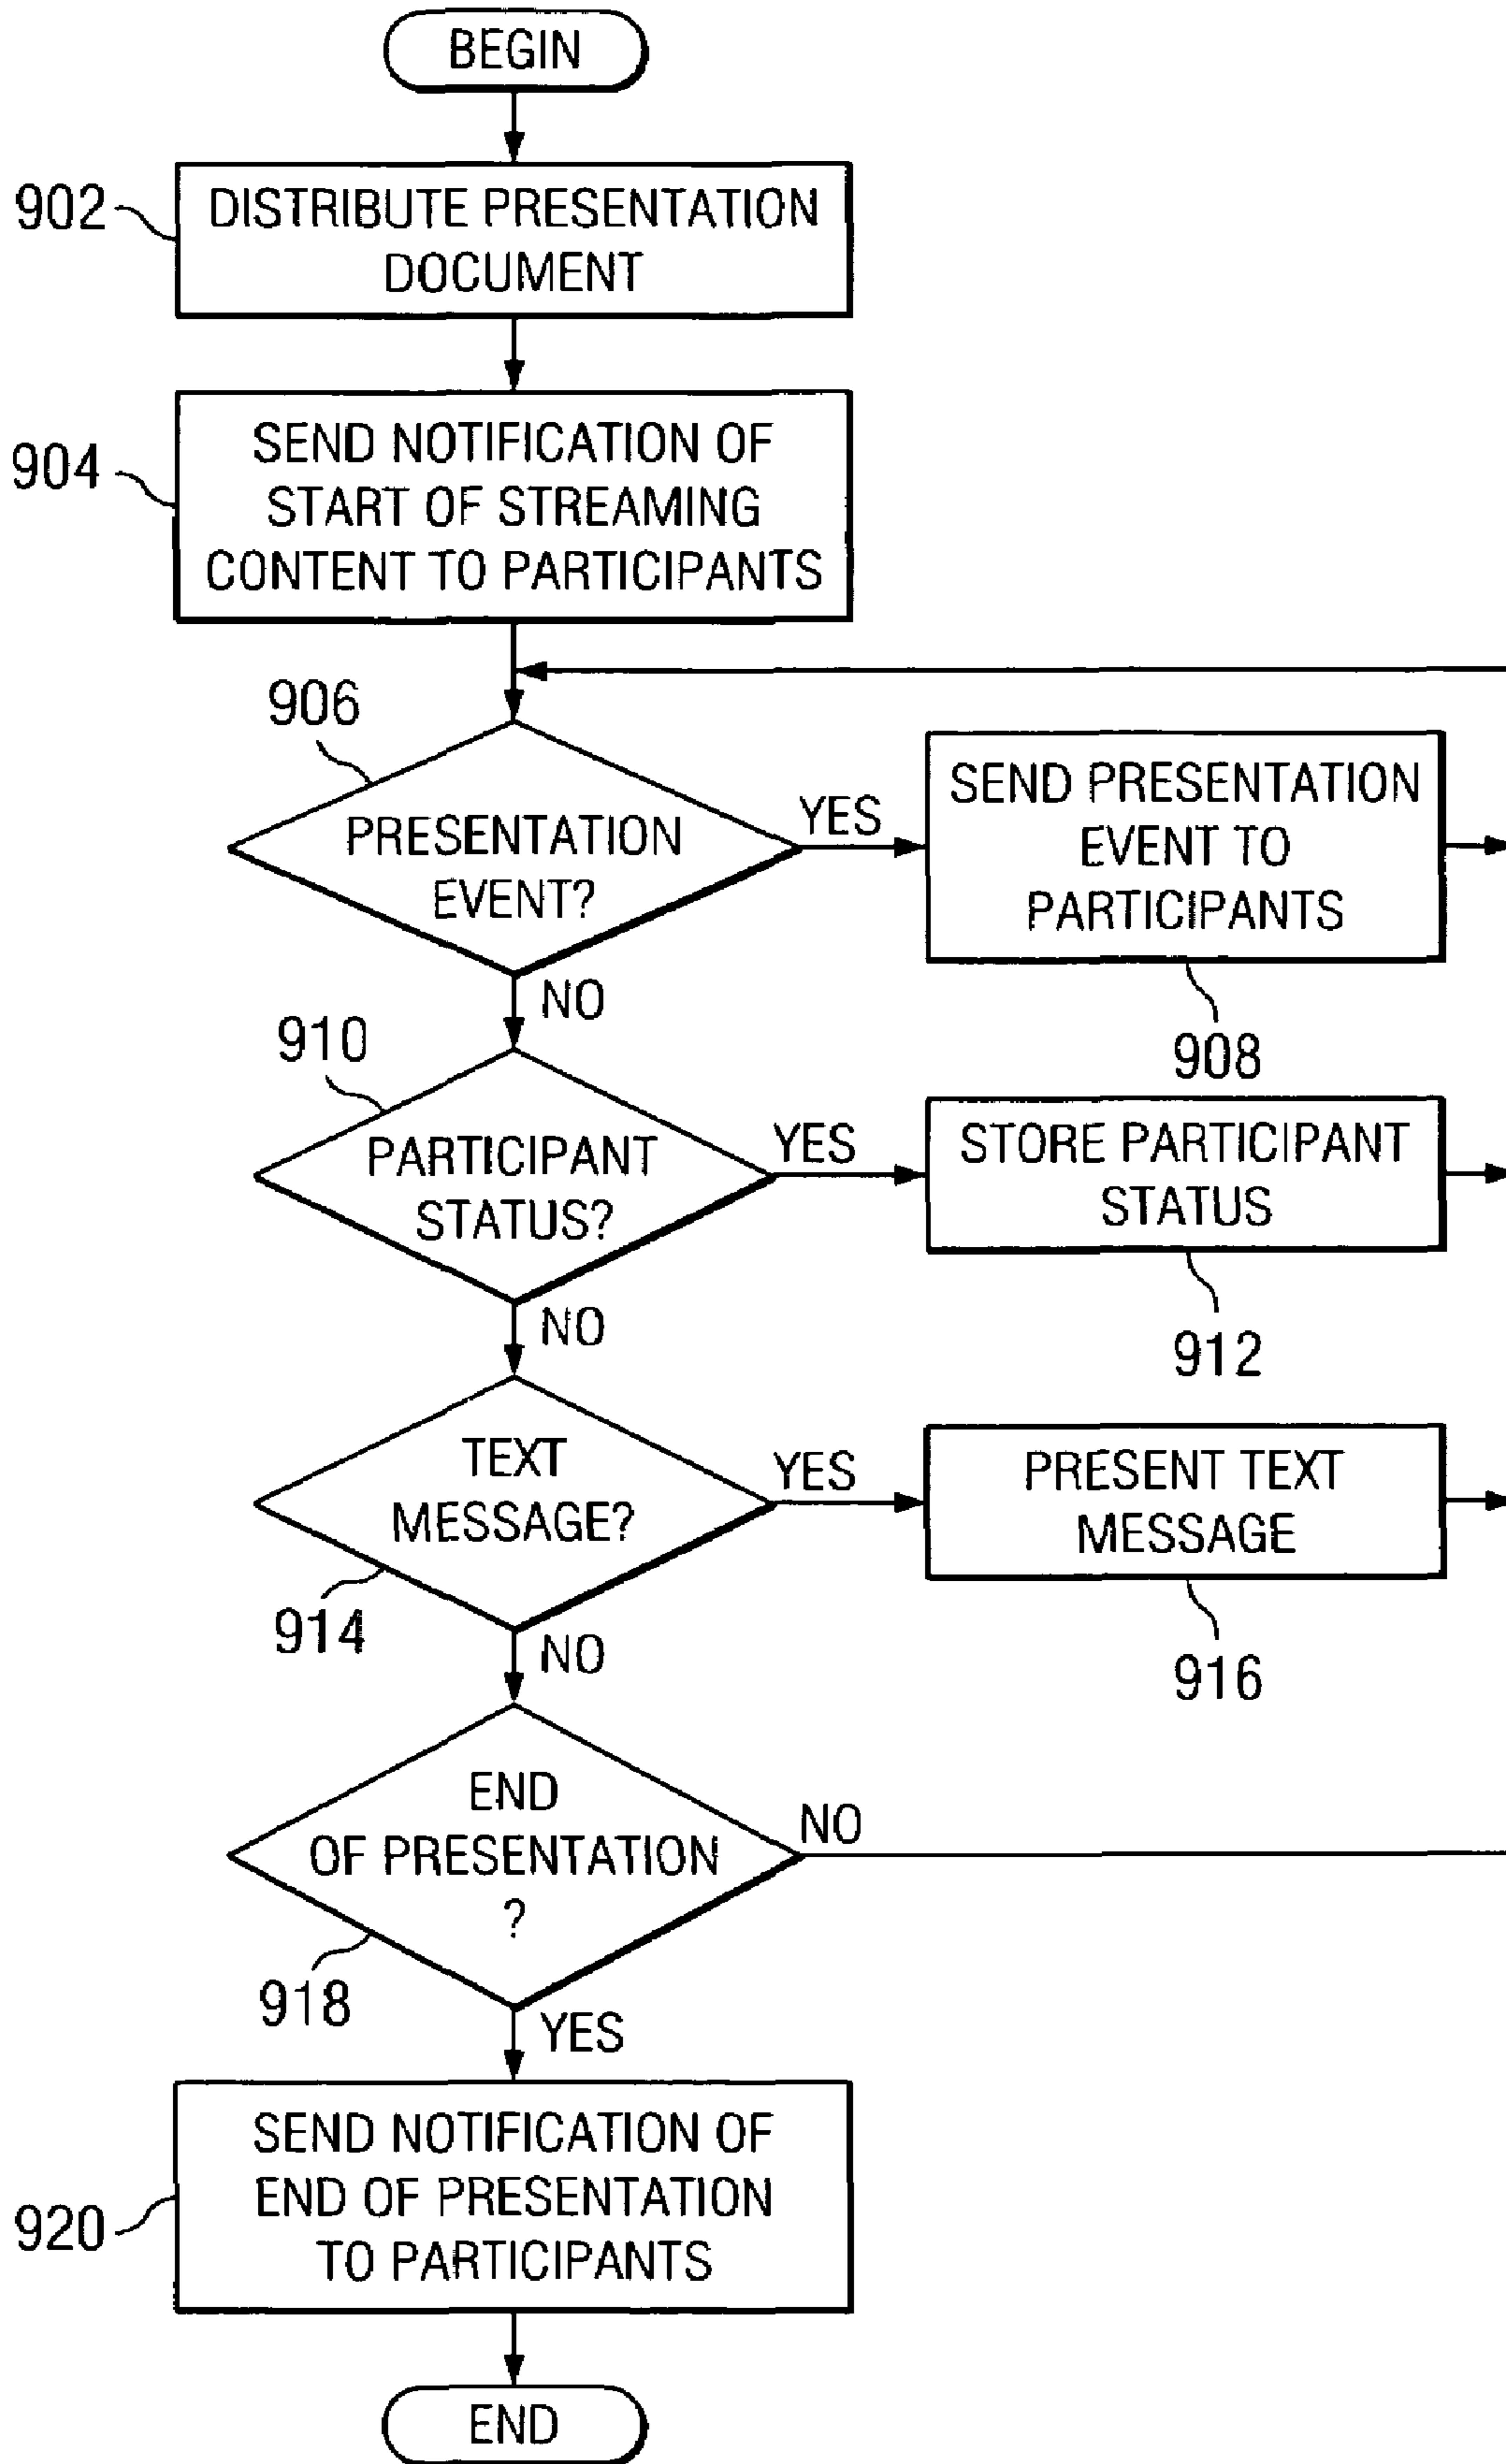 BEGIN
902
DISTRIBUTE PRESENTATION
DOCUMENT
904
SEND NOTIFICATION OF
START OF STREAMING
CONTENT TO PARTICIPANTS
906
PRESENTATION
EVENT?
YES
SEND PRESENTATION
EVENT TO
PARTICIPANTS
908
NO
910
PARTICIPANT
STATUS?
YES
STORE PARTICIPANT
STATUS
912
NO
TEXT
MESSAGE?
914
YES
PRESENT TEXT
MESSAGE
916
NO
END
OF PRESENTATION
?
918
NO
YES
920
SEND NOTIFICATION OF
END OF PRESENTATION
TO PARTICIPANTS
END